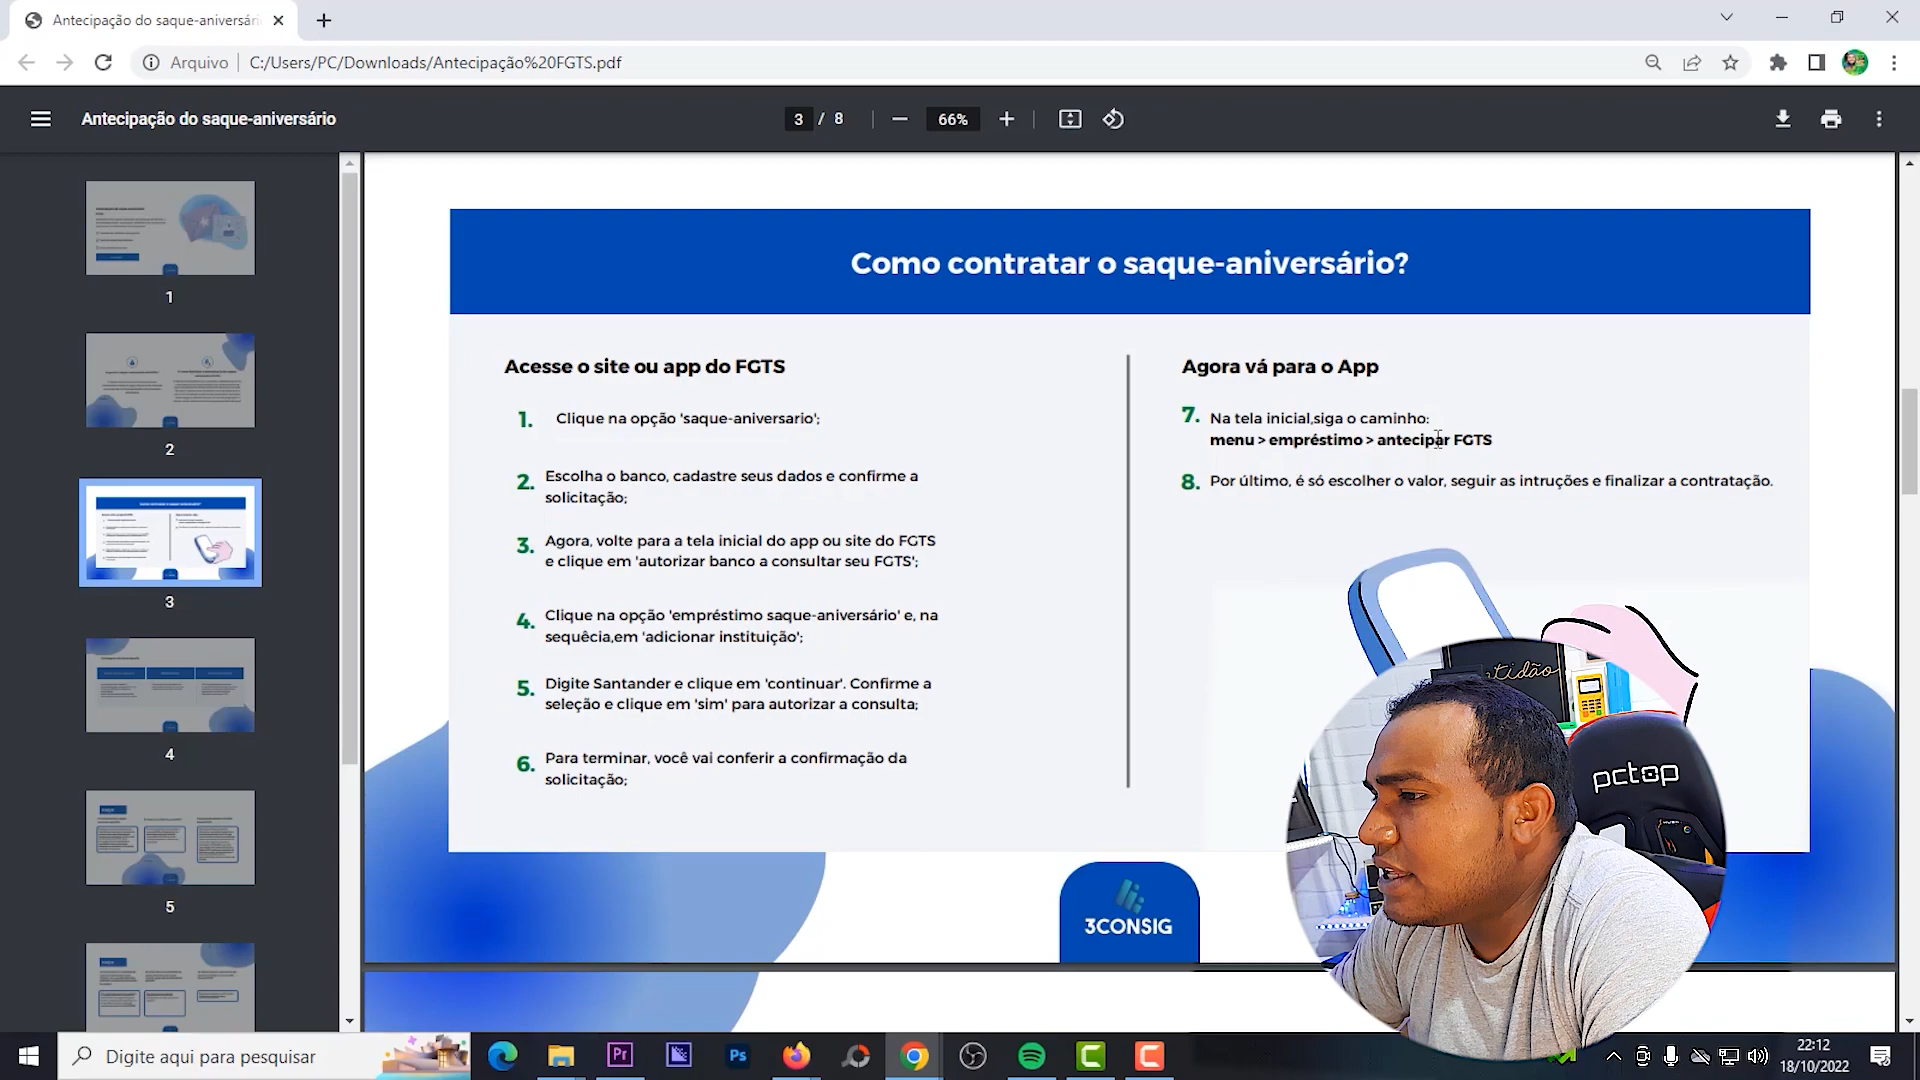 Antecipação do saque-aniversári
Arquivo
C:/Users/PC/Downloads/Antecipação%20FGTS.pdf
Antecipação do saque-aniversário
3 / 8
66%
1
2
3
4
5
Como contratar o saque-aniversário?
Acesse o site ou app do FGTS
1. Clique na opção 'saque-aniversario';
2. Escolha o banco, cadastre seus dados e confirme a
solicitação;
3. Agora, volte para a tela inicial do app ou site do FGTS
e clique em 'autorizar banco a consultar seu FGTS';
4. Clique na opção 'empréstimo saque-aniversário' e, na
sequêcia,em 'adicionar instituição';
5. Digite Santander e clique em 'continuar'. Confirme a
seleção e clique em 'sim' para autorizar a consulta;
6. Para terminar, você vai conferir a confirmação da
solicitação;
Agora vá para o App
7. Na tela inicial,siga o caminho:
menu > empréstimo > antecipar FGTS
8. Por último, é só escolher o valor, seguir as intruções e finalizar a contratação.
tidão
pctop
3CONSIG
Digite aqui para pesquisar
Pr
Ps
22:12
18/10/2022